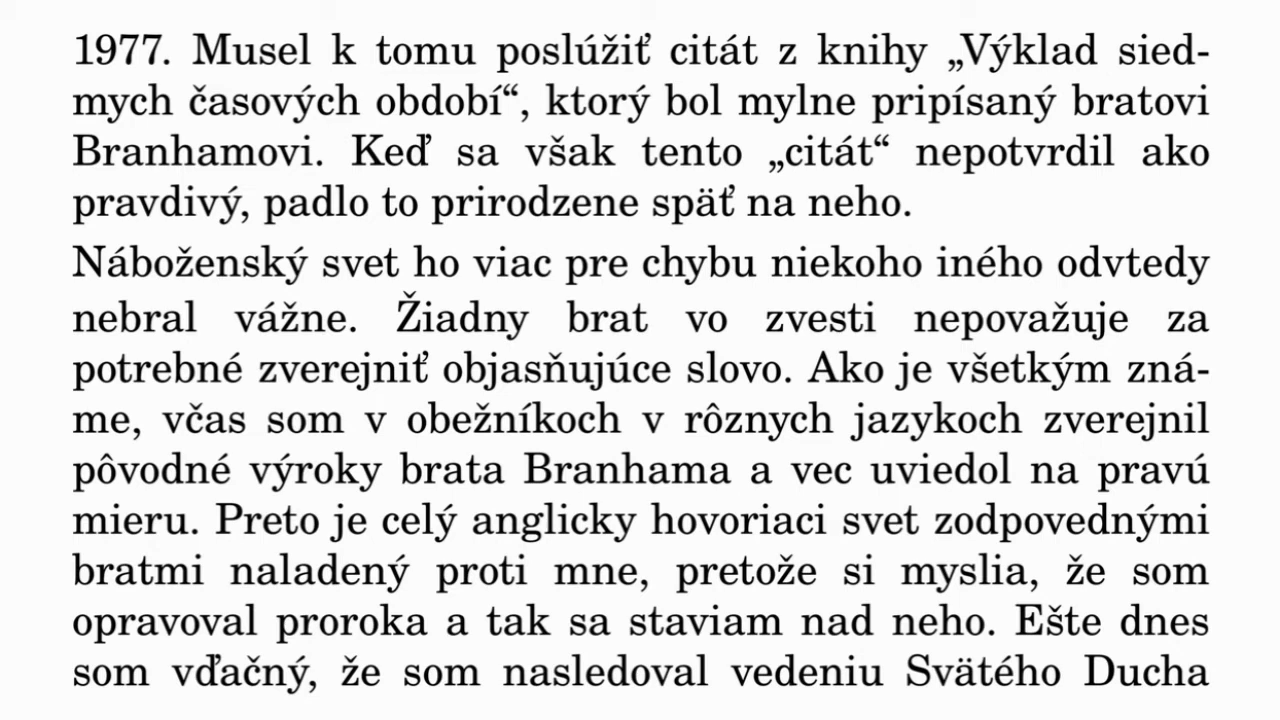 1977. Musel k tomu poslúžiť citát z knihy „Výklad sied-
mych časových období“, ktorý bol mylne pripísaný bratovi
Branhamovi. Keď sa však tento „citát“ nepotvrdil ako
pravdivý, padlo to prirodzene späť na neho.
Náboženský svet ho viac pre chybu niekoho iného odvtedy
nebral vážne. Žiadny brat vo zvesti nepovažuje za
potrebné zverejniť objasňujúce slovo. Ako je všetkým zná-
me, včas som v obežníkoch v rôznych jazykoch zverejnil
pôvodné výroky brata Branhama a vec uviedol na pravú
mieru. Preto je celý anglicky hovoriaci svet zodpovednými
bratmi naladený proti mne, pretože si myslia, že som
opravoval proroka a tak sa staviam nad neho. Ešte dnes
som vďačný, že som nasledoval vedeniu Svätého Ducha